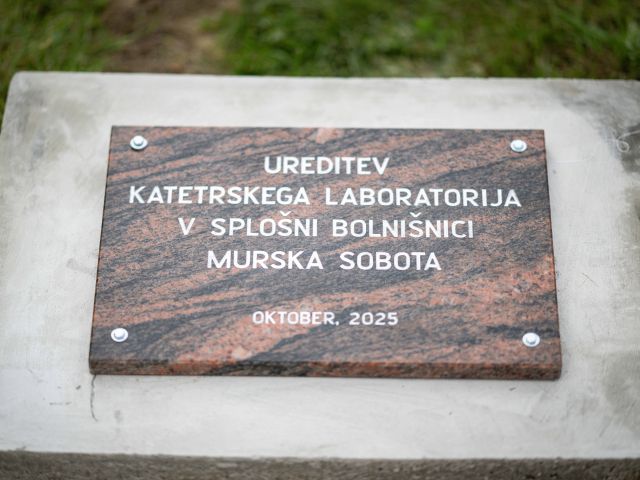 UREDITEV
KATETRSKEGA LABORATORIJA
V SPLOŠNI BOLNIŠNICI
MURSKA SOBOTA
OKTOBER, 2025